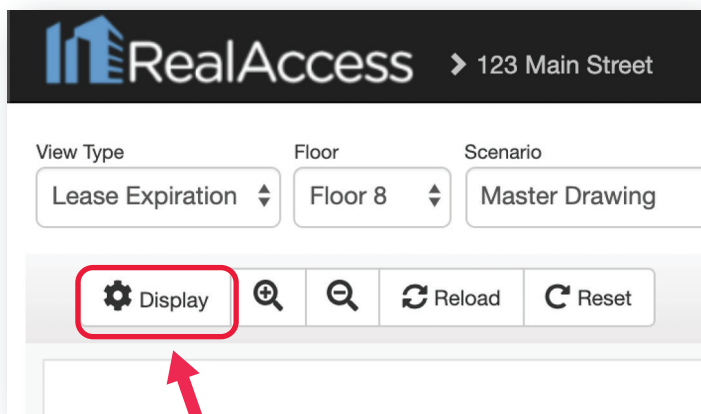 RealAccess 123 Main Street
View Type Floor Scenario
Lease Expiration Floor 8 Master Drawing
Display Reload Reset